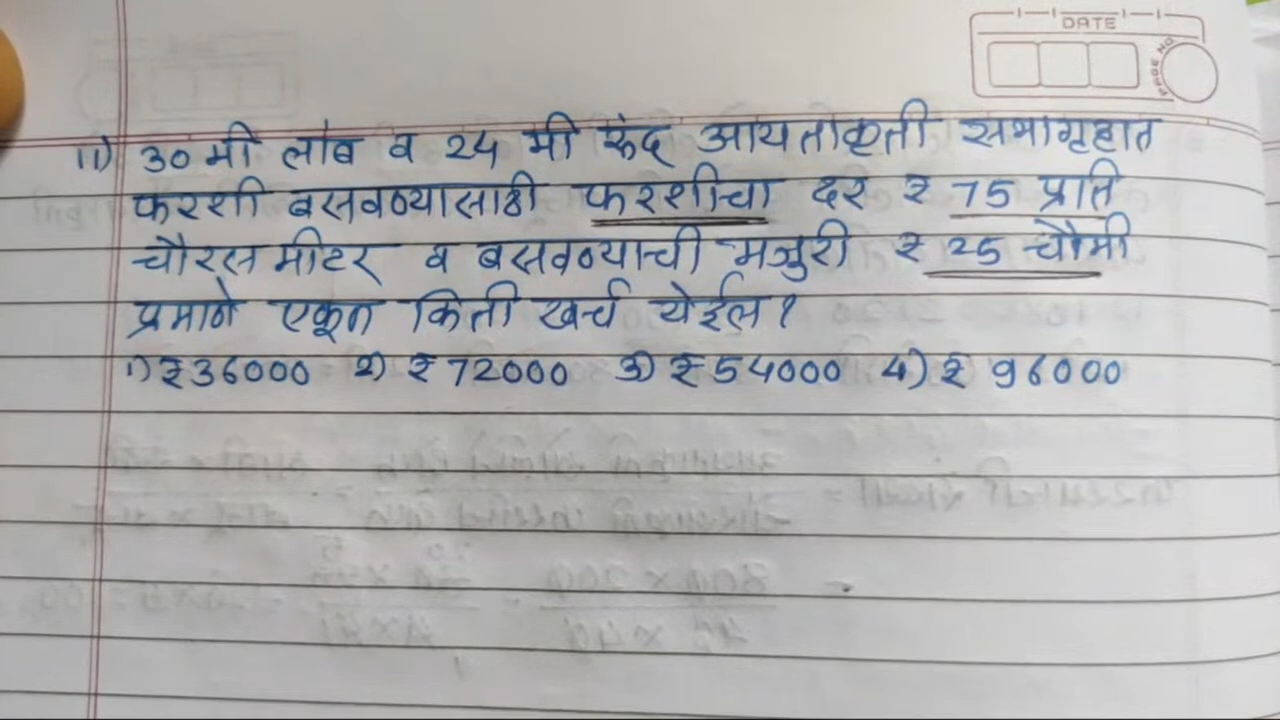 DATE
PAGE NO.
11) 30 मी लांब व 24 मी रुंद आयताकृती सभागृहात
फरशी बसवण्यासाठी फरशीचा दर ₹ 75 प्रति
चौरस मीटर व बसवण्याची मजुरी ₹ 25 चौमी
प्रमाणे एकूण किती खर्च येईल?
1) ₹36000 2) ₹72000 3) ₹54000 4) ₹ 96000